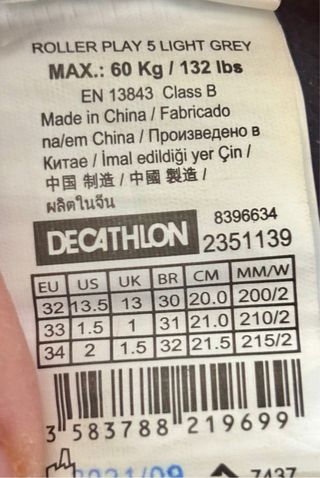 ROLLER PLAY 5 LIGHT GREY
MAX.: 60 Kg / 132 lbs
EN 13843 Class B
Made in China / Fabricado
na/em China / Произведено в
Китае / İmal edildiği yer Çin /
中国 制造 / 中國 製造 /
ผลิตในจีน
8396634
DECATHLON 2351139
EU US UK BR CM MM/W
32 13.5 13 30 20.0 200/2
33 1.5 1 31 21.0 210/2
34 2 1.5 32 21.5 215/2
3 583788 219699
2021/09 7437